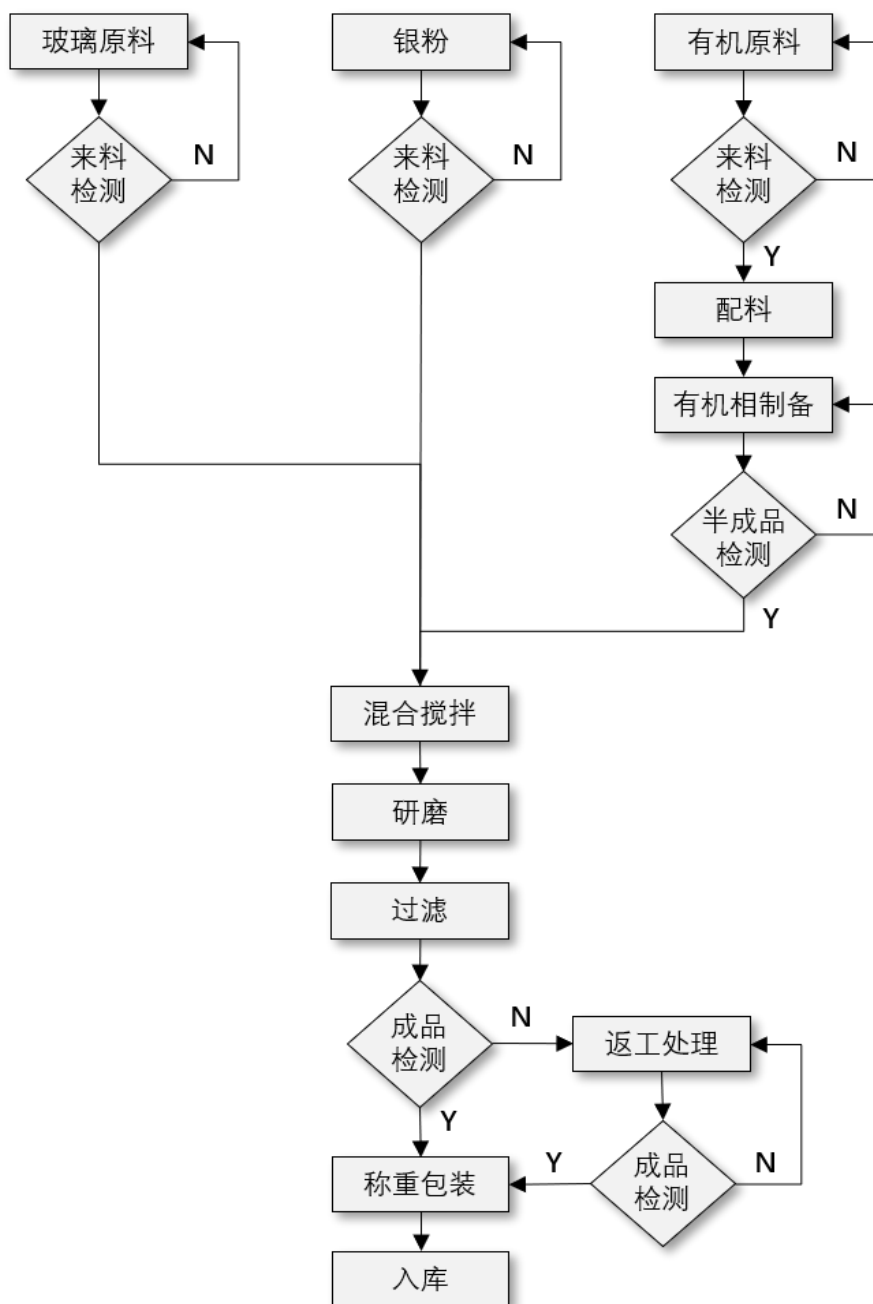 玻璃原料
银粉
有机原料
来料
检测
N
来料
检测
N
来料
检测
N
Y
配料
有机相制备
半成品
检测
N
Y
混合搅拌
研磨
过滤
成品
检测
N
返工处理
Y
成品
检测
Y
N
称重包装
入库